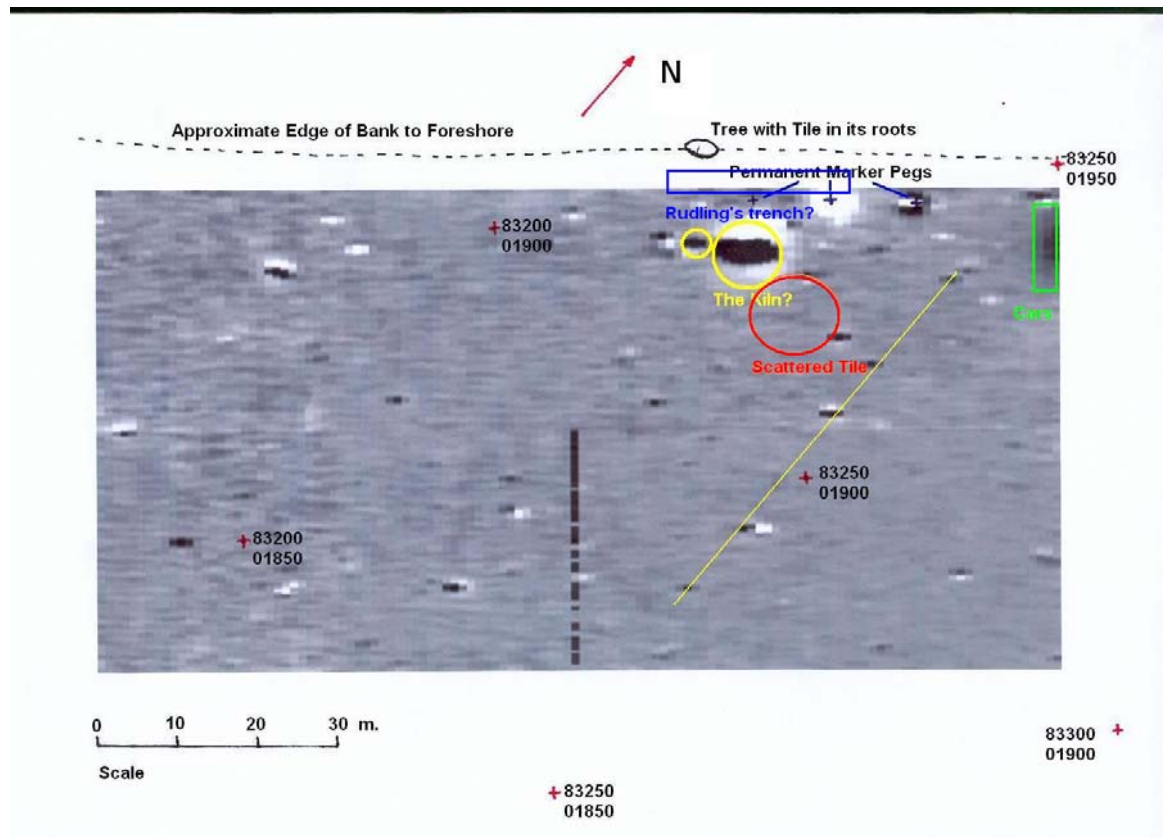 N
Approximate Edge of Bank to Foreshore
Tree with Tile in its roots
83250
01950
Permanent Marker Pegs
Rudling's trench?
83200
01900
The Kiln?
Scattered Tile
83250
01900
83200
01850
0 10 20 30 m.
Scale
83300
01900
83250
01850